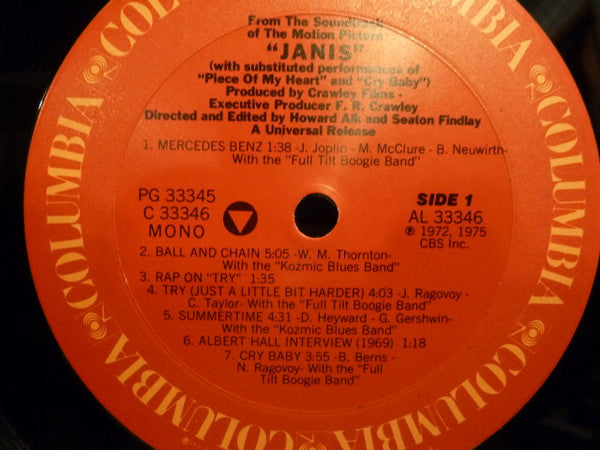 From The Soundtrack
of The Motion Picture
"JANIS"
(with substituted performances of
"Piece Of My Heart" and "Cry Baby")
Produced by Crawley Films -
Executive Producer F. R. Crawley
Directed and Edited by Howard Alk and Seaton Findlay
A Universal Release
1. MERCEDES BENZ 1:38 -J. Joplin - M. McClure - B. Neuwirth-
With the "Full Tilt Boogie Band"
PG 33345
C 33346
MONO
SIDE 1
AL 33346
℗ 1972, 1975
CBS Inc.
2. BALL AND CHAIN 5:05 -W. M. Thornton-
With the "Kozmic Blues Band"
3. RAP ON "TRY" 1:35
4. TRY (JUST A LITTLE BIT HARDER) 4:03 -J. Ragovoy -
C. Taylor- With the "Full Tilt Boogie Band"
5. SUMMERTIME 4:31 -D. Heyward - G. Gershwin-
With the "Kozmic Blues Band"
6. ALBERT HALL INTERVIEW (1969) 1:18
7. CRY BABY 3:55 -B. Berns -
N. Ragovoy- With the "Full
Tilt Boogie Band"
COLUMBIA
COLUMBIA
COLUMBIA
COLUMBIA
COLUMBIA
COLUMBIA
COLUMBIA